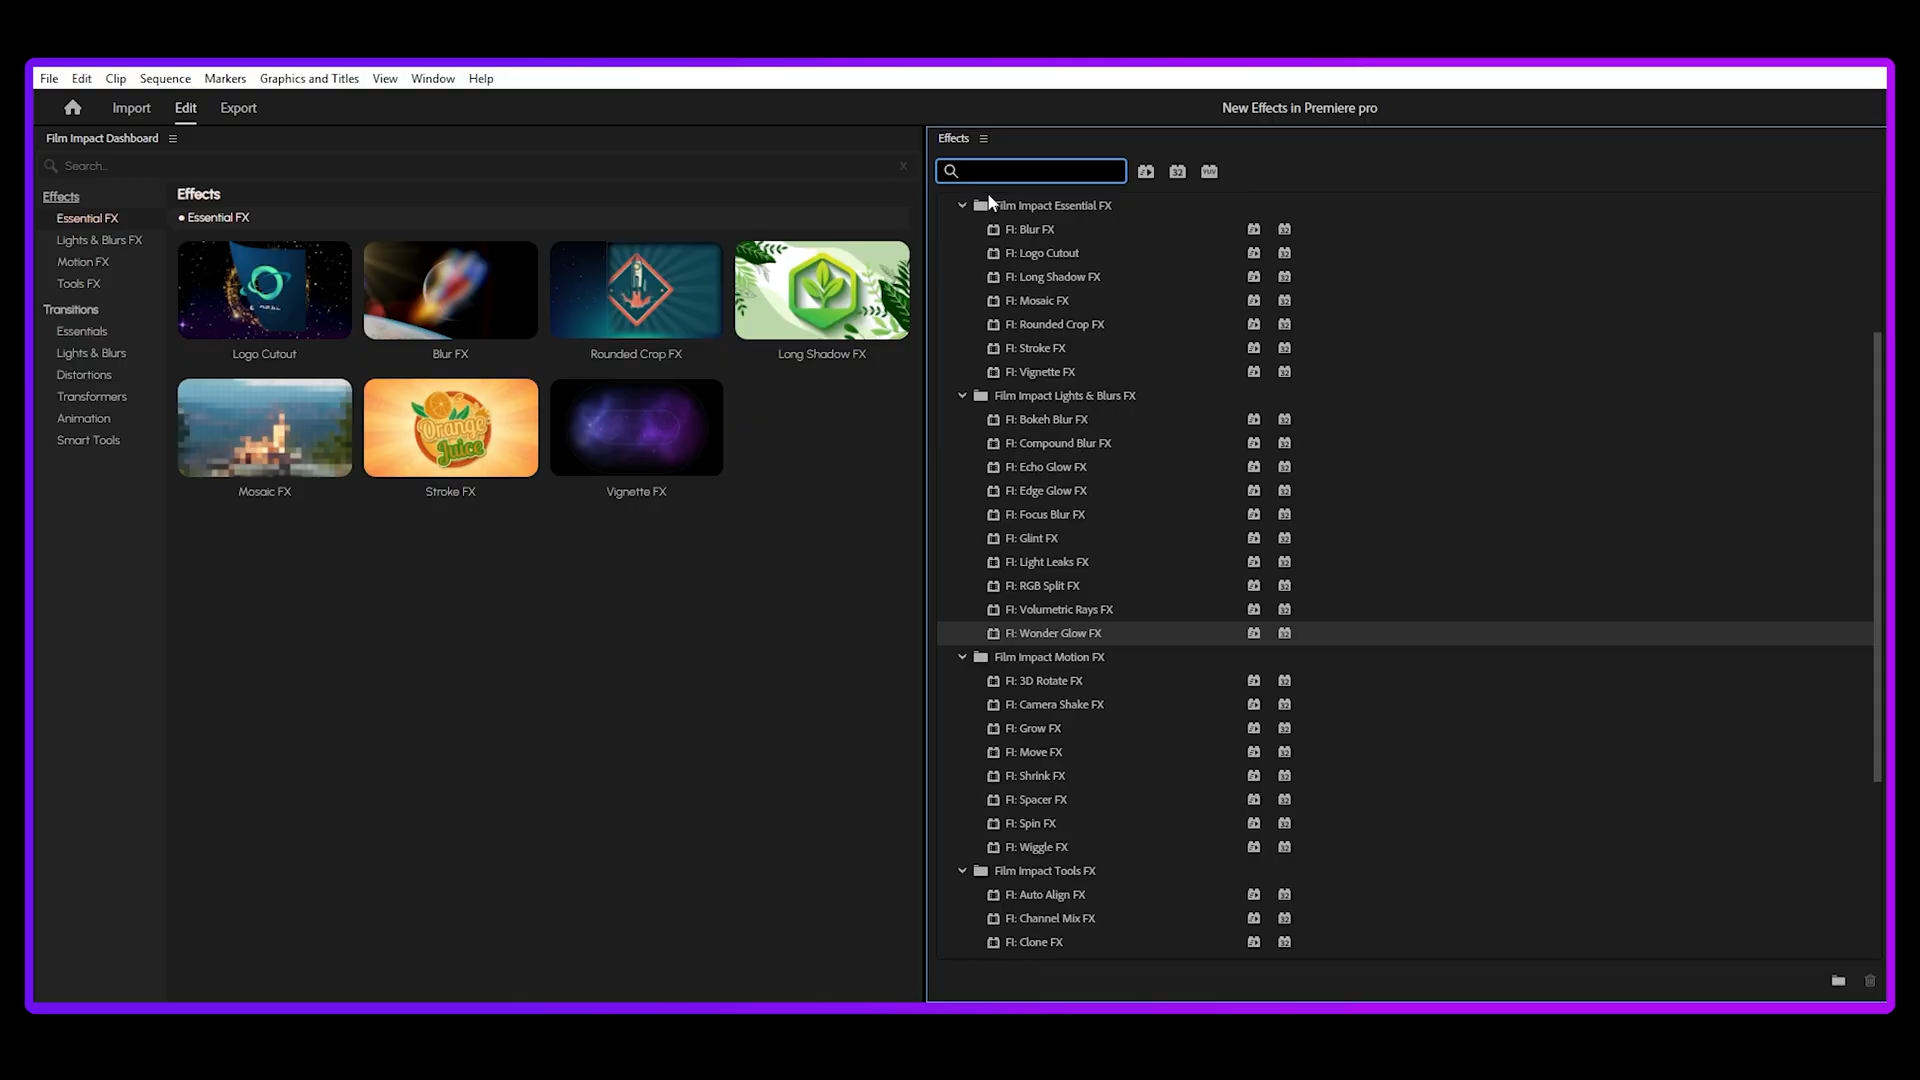 File Edit Clip Sequence Markers Graphics and Titles View Window Help
Import Edit Export
New Effects in Premiere pro
Film Impact Dashboard
Search...
X
Effects
Essential FX
Lights & Blurs FX
Motion FX
Tools FX
Transitions
Essentials
Lights & Blurs
Distortions
Transformers
Animation
Smart Tools
Effects
• Essential FX
Logo Cutout
Blur FX
Rounded Crop FX
Long Shadow FX
Mosaic FX
Orange
Juice
Stroke FX
Vignette FX
Effects
32
YUV
Film Impact Essential FX
FI: Blur FX
FI: Logo Cutout
FI: Long Shadow FX
FI: Mosaic FX
FI: Rounded Crop FX
FI: Stroke FX
FI: Vignette FX
Film Impact Lights & Blurs FX
FI: Bokeh Blur FX
FI: Compound Blur FX
FI: Echo Glow FX
FI: Edge Glow FX
FI: Focus Blur FX
FI: Glint FX
FI: Light Leaks FX
FI: RGB Split FX
FI: Volumetric Rays FX
FI: Wonder Glow FX
Film Impact Motion FX
FI: 3D Rotate FX
FI: Camera Shake FX
FI: Grow FX
FI: Move FX
FI: Shrink FX
FI: Spacer FX
FI: Spin FX
FI: Wiggle FX
Film Impact Tools FX
FI: Auto Align FX
FI: Channel Mix FX
FI: Clone FX